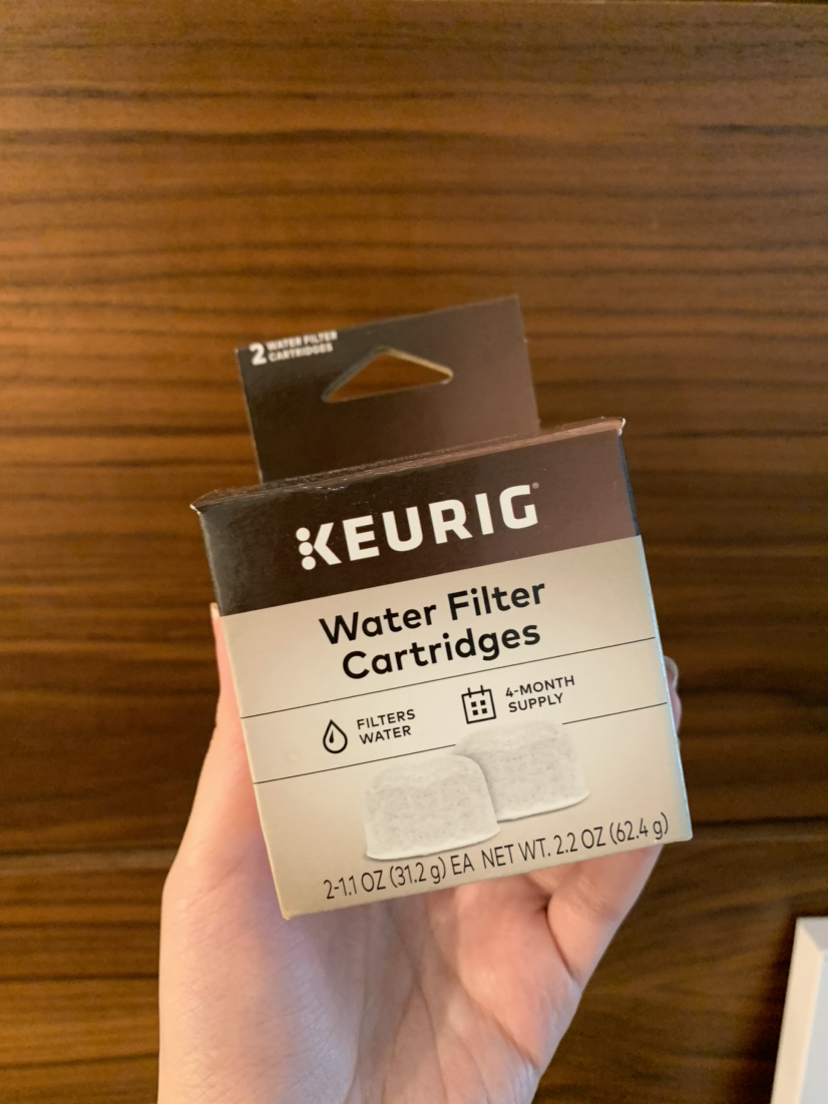 2 WATER FILTER
CARTRIDGES
KEURIG®
Water Filter
Cartridges
FILTERS
WATER
4-MONTH
SUPPLY
2-1.1 OZ (31.2 g) EA NET WT. 2.2 OZ (62.4 g)